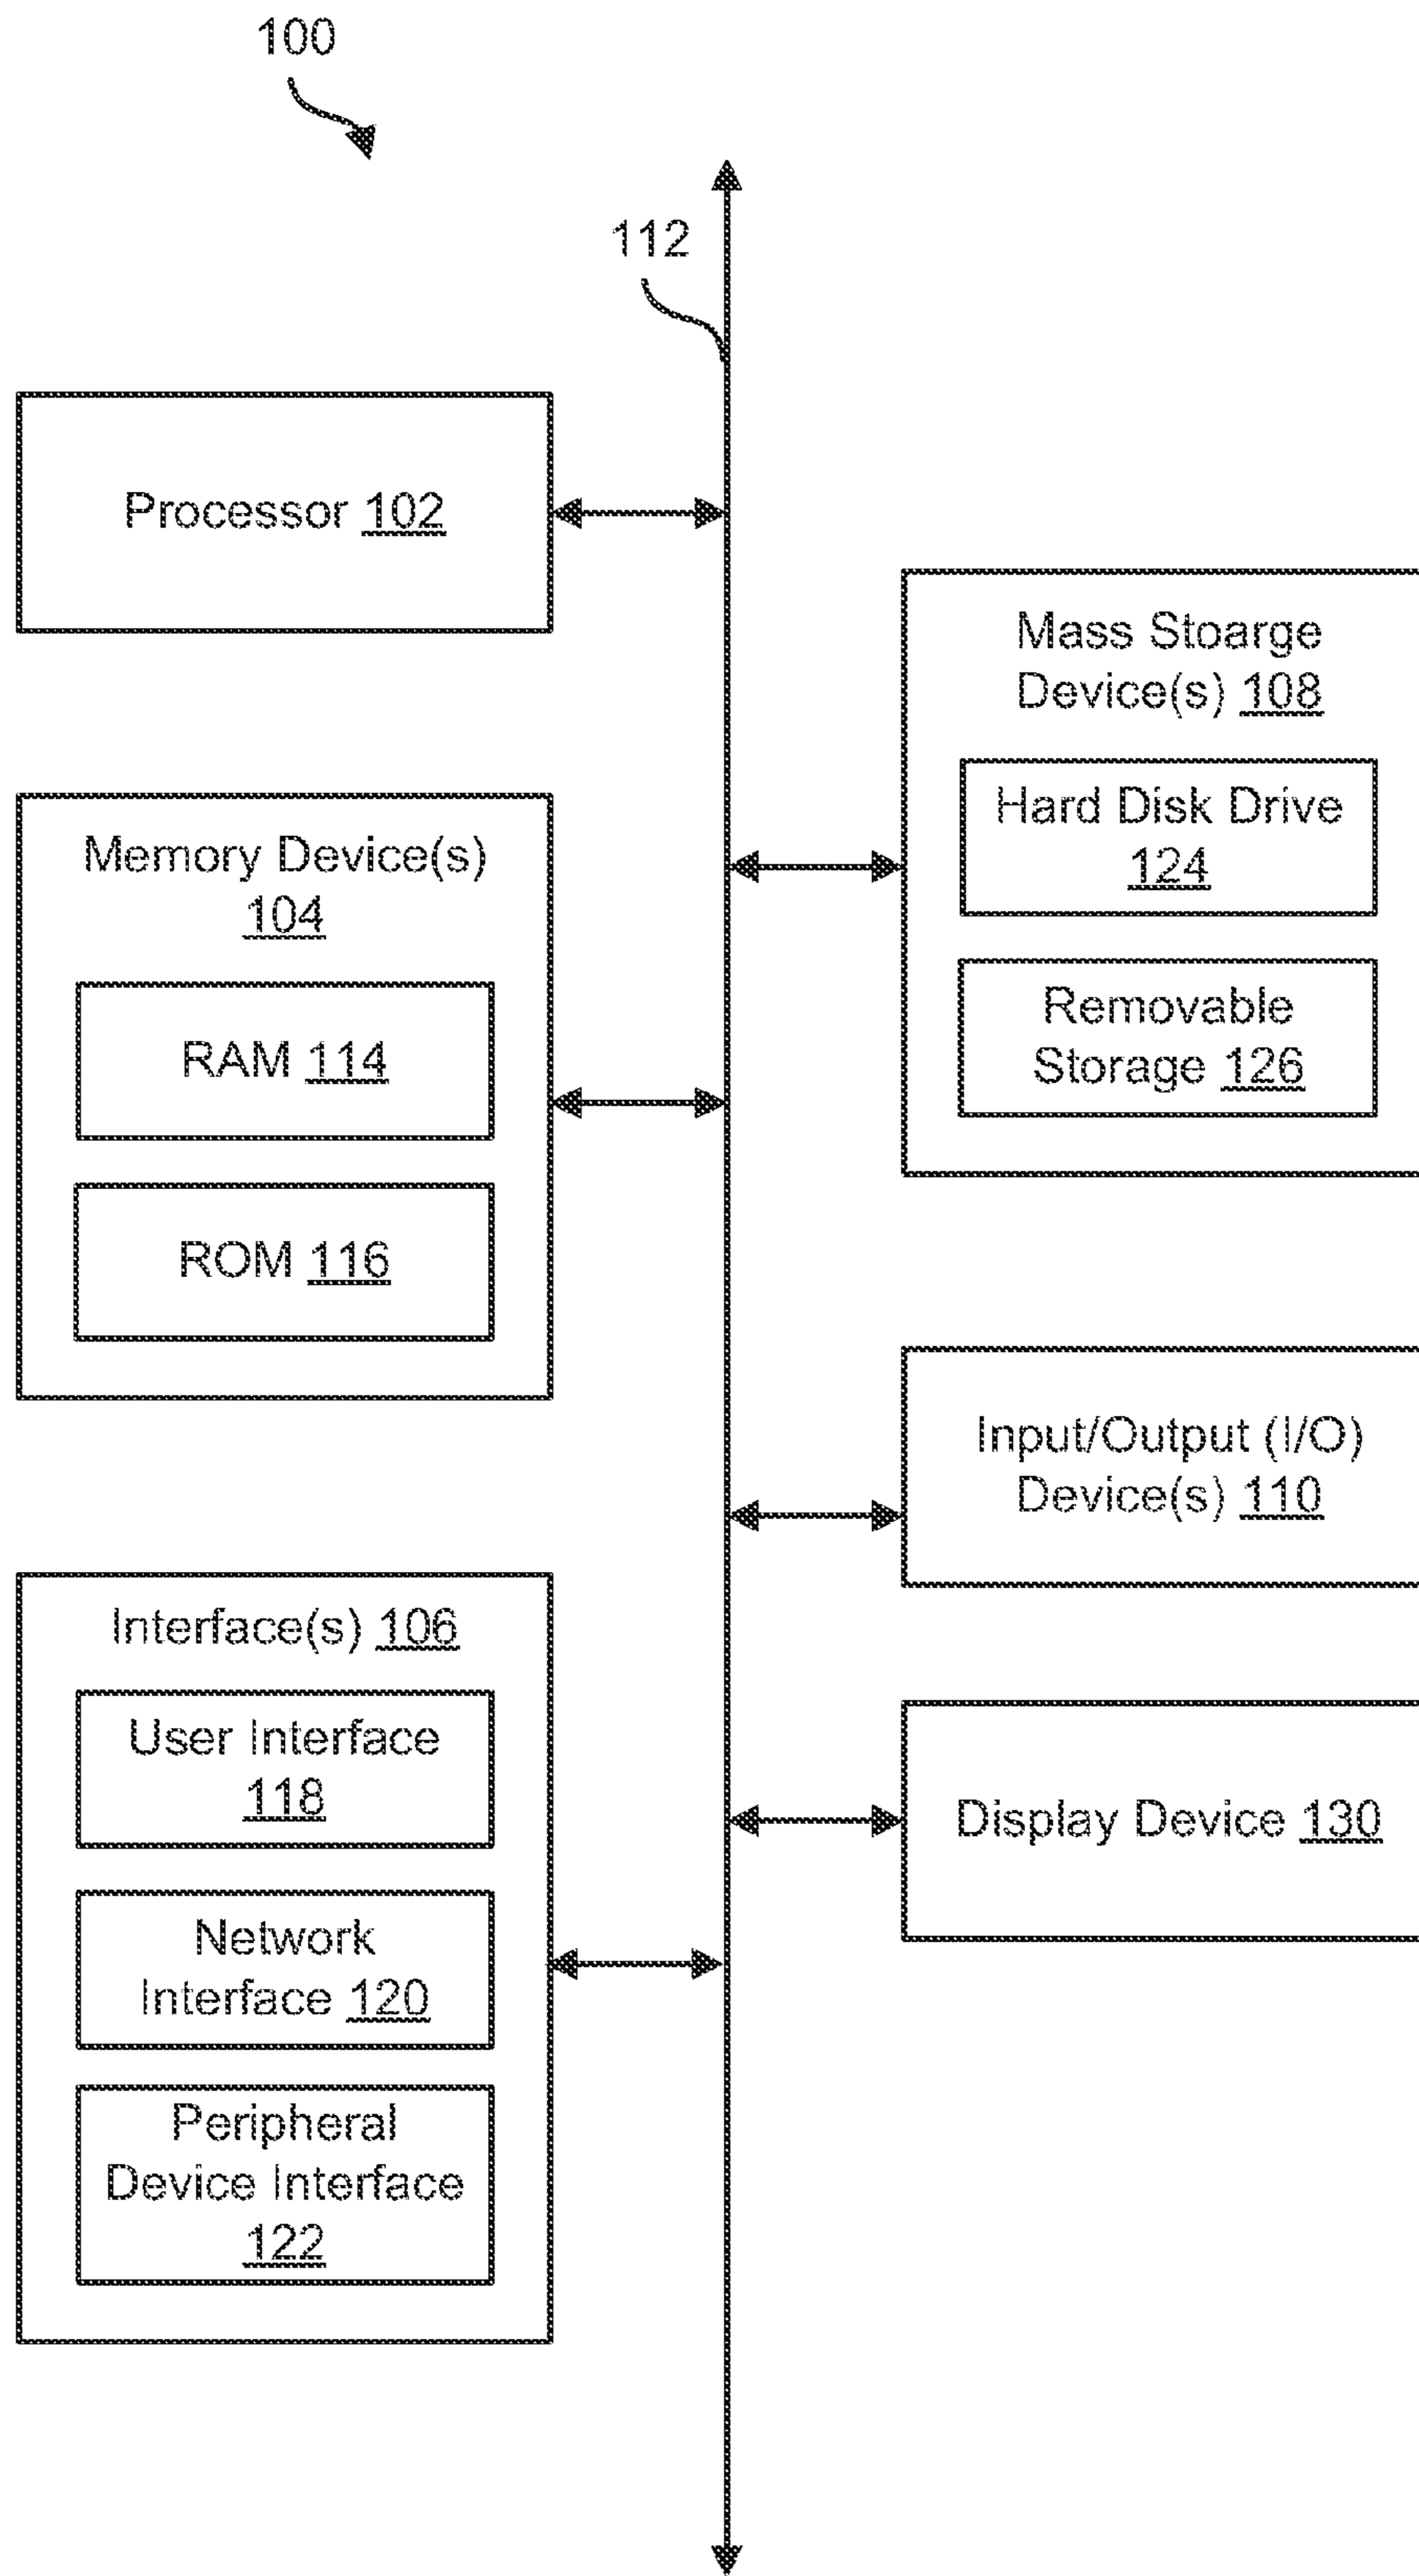 100
112
Processor 102
Memory Device(s)
104
RAM 114
ROM 116
Interface(s) 106
User Interface
118
Network
Interface 120
Peripheral
Device Interface
122
Mass Stoarge
Device(s) 108
Hard Disk Drive
124
Removable
Storage 126
Input/Output (I/O)
Device(s) 110
Display Device 130